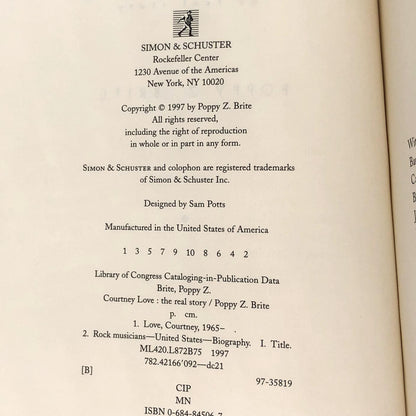 SIMON & SCHUSTER
Rockefeller Center
1230 Avenue of the Americas
New York, NY 10020
Copyright © 1997 by Poppy Z. Brite
All rights reserved,
including the right of reproduction
in whole or in part in any form.
SIMON & SCHUSTER and colophon are registered trademarks
of Simon & Schuster Inc.
Designed by Sam Potts
Manufactured in the United States of America
1 3 5 7 9 10 8 6 4 2
Library of Congress Cataloging-in-Publication Data
Brite, Poppy Z.
Courtney Love : the real story / Poppy Z. Brite
p. cm.
1. Love, Courtney, 1965–
2. Rock musicians—United States—Biography. I. Title.
ML420.L872B75 1997
782.42166'092—dc21
[B] 97-35819
CIP
MN
ISBN 0-684-84506-7